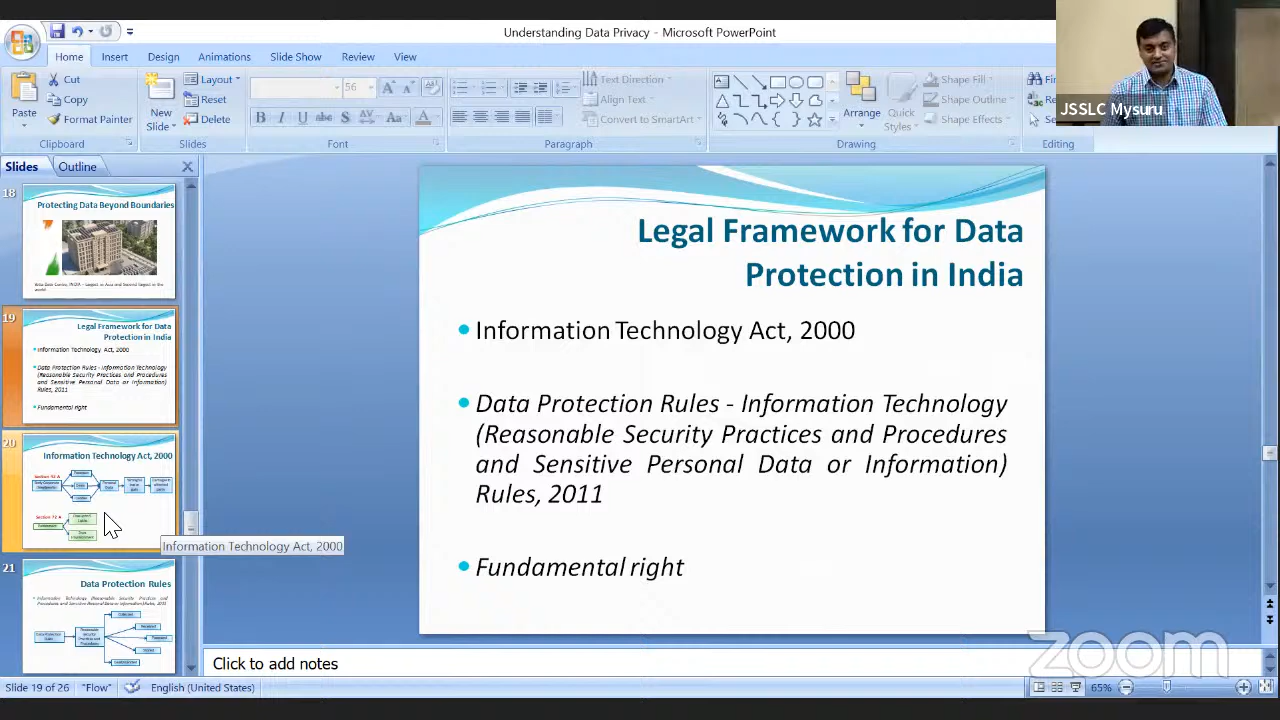 Understanding Data Privacy - Microsoft PowerPoint
Home Insert Design Animations Slide Show Review View
Paste
Cut
Copy
Format Painter
Clipboard
New Slide
Layout
Reset
Delete
Slides
56
Font
Paragraph
Text Direction
Align Text
Convert to SmartArt
Arrange
Quick Styles
Shape Fill
Shape Outline
Shape Effects
Drawing
Editing
JSSLC Mysuru
Slides Outline
18
Protecting Data Beyond Boundaries
19
Legal Framework for Data
Protection in India
Information Technology Act, 2000
Data Protection Rules - Information Technology
(Reasonable Security Practices and Procedures
and Sensitive Personal Data or Information)
Rules, 2011
Fundamental right
20
Information Technology Act, 2000
Information Technology Act, 2000
21
Data Protection Rules
Legal Framework for Data
Protection in India
Information Technology Act, 2000
Data Protection Rules - Information Technology
(Reasonable Security Practices and Procedures
and Sensitive Personal Data or Information)
Rules, 2011
Fundamental right
Click to add notes
zoom
Slide 19 of 26 "Flow" English (United States) 65%